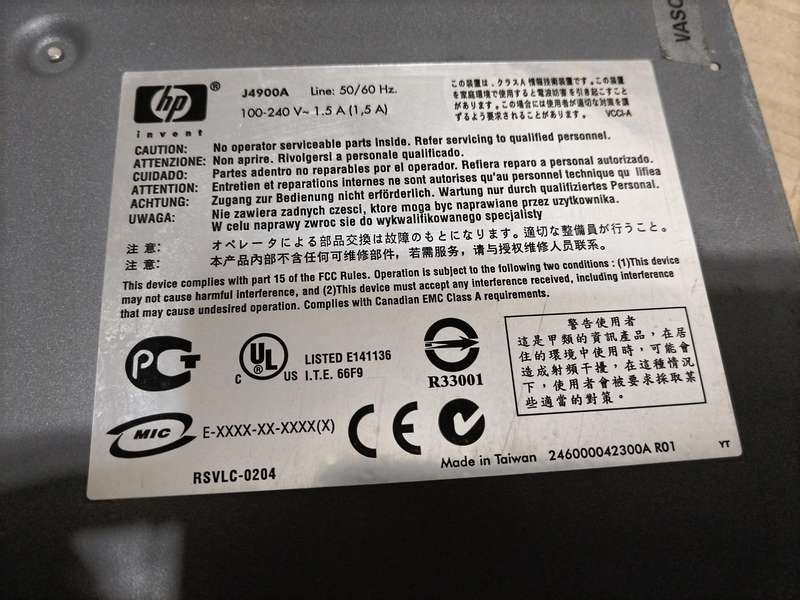 hp®
invent
J4900A Line: 50/60 Hz.
100-240 V~ 1.5 A (1,5 A)
この装置は、クラスA情報技術装置です。この装置
を家庭環境で使用すると電波妨害を引き起こすこと
があります。この場合には使用者が適切な対策を講
ずるよう要求されることがあります。 VCCI-A
VASC
CAUTION: No operator serviceable parts inside. Refer servicing to qualified personnel.
ATTENZIONE: Non aprire. Rivolgersi a personale qualificado.
CUIDADO: Partes adentro no reparables por el operador. Refiera reparo a personal autorizado.
ATTENTION: Entretien et reparations internes ne sont autorises qu'au personnel technique qu lifiea
ACHTUNG: Zugang zur Bedienung nicht erförderlich. Wartung nur durch qualifiziertes Personal.
UWAGA: Nie zawiera zadnych czesci, ktore moga byc naprawiane przez uzytkownika.
W celu naprawy zwroc sie do wykwalifikowanego specjalisty
注意: オペレータによる部品交換は故障のもとになります。適切な整備員が行うこと。
注意: 本产品内部不含任何可维修部件，若需服务，请与授权维修人员联系。
This device complies with part 15 of the FCC Rules. Operation is subject to the following two conditions : (1)This device
may not cause harmful interference, and (2)This device must accept any interference received, including interference
that may cause undesired operation. Complies with Canadian EMC Class A requirements.
C UL US ®
LISTED E141136
I.T.E. 66F9
R33001
警告使用者
這是甲類的資訊產品，在居
住的環境中使用時，可能會
造成射頻干擾，在這種情況
下，使用者會被要求採取某
些適當的對策。
MIC E-XXXX-XX-XXXX(X)
CE
RSVLC-0204
Made in Taiwan 246000042300A R01 YT